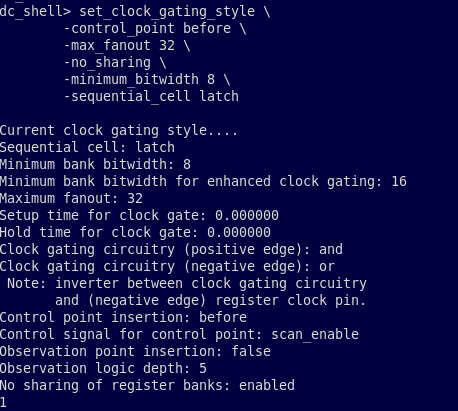 dc_shell> set_clock_gating_style \
-control_point before \
-max_fanout 32 \
-no_sharing \
-minimum_bitwidth 8 \
-sequential_cell latch
Current clock gating style....
Sequential cell: latch
Minimum bank bitwidth: 8
Minimum bank bitwidth for enhanced clock gating: 16
Maximum fanout: 32
Setup time for clock gate: 0.000000
Hold time for clock gate: 0.000000
Clock gating circuitry (positive edge): and
Clock gating circuitry (negative edge): or
Note: inverter between clock gating circuitry
and (negative edge) register clock pin.
Control point insertion: before
Control signal for control point: scan_enable
Observation point insertion: false
Observation logic depth: 5
No sharing of register banks: enabled
1